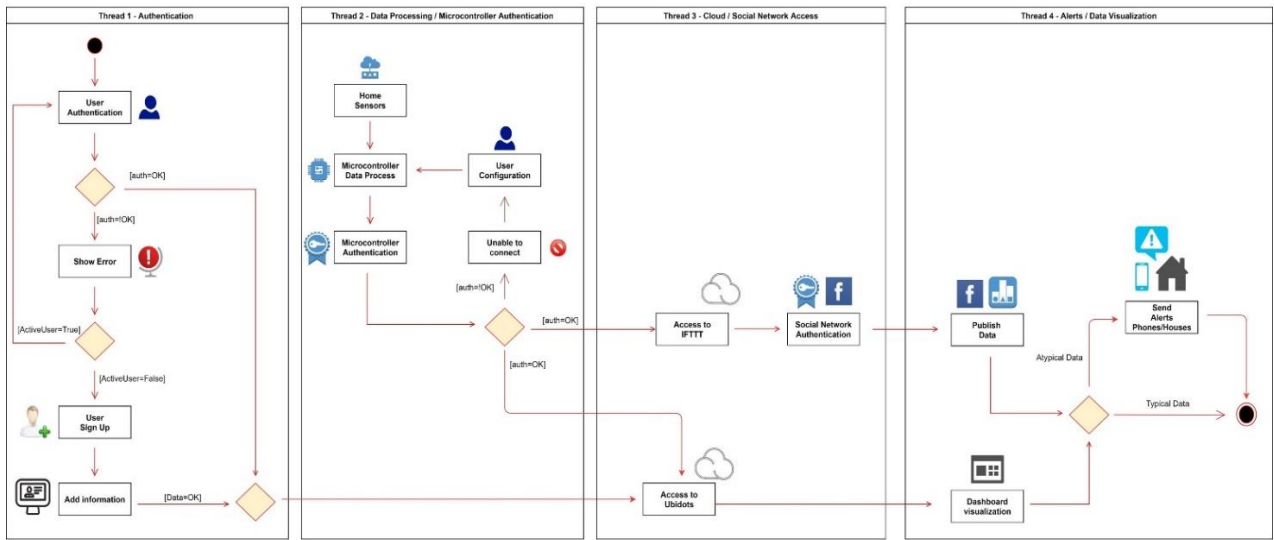 Thread 1 - Authentication
User
Authentication
[auth=OK]
[auth=!OK]
Show Error
[ActiveUser=True]
[ActiveUser=False]
User
Sign Up
Add information
[Data=OK]
Thread 2 - Data Processing / Microcontroller Authentication
Home
Sensors
Microcontroller
Data Process
User
Configuration
Microcontroller
Authentication
Unable to
connect
[auth=!OK]
[auth=OK]
[auth=OK]
Thread 3 - Cloud / Social Network Access
Access to
IFTTT
Social Network
Authentication
Access to
Ubidots
Thread 4 - Alerts / Data Visualization
Publish
Data
Send
Alerts
Phones/Houses
Atypical Data
Typical Data
Dashboard
visualization